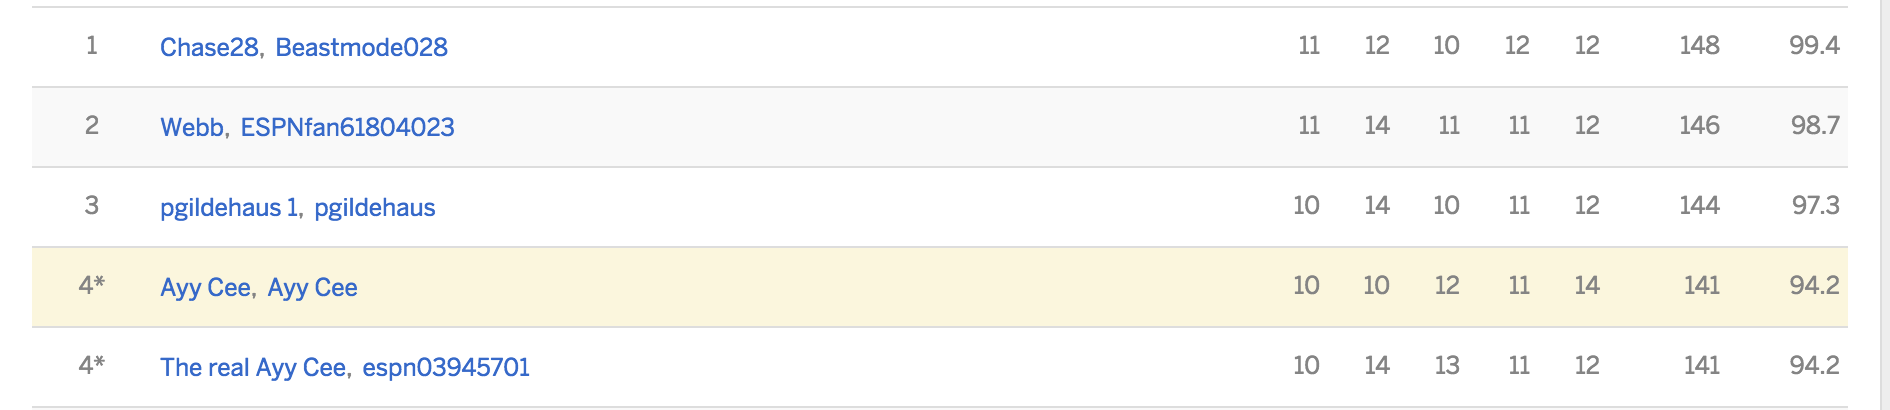 1 Chase28, Beastmode028 11 12 10 12 12 148 99.4
2 Webb, ESPNfan61804023 11 14 11 11 12 146 98.7
3 pgildehaus 1, pgildehaus 10 14 10 11 12 144 97.3
4* Ayy Cee, Ayy Cee 10 10 12 11 14 141 94.2
4* The real Ayy Cee, espn03945701 10 14 13 11 12 141 94.2